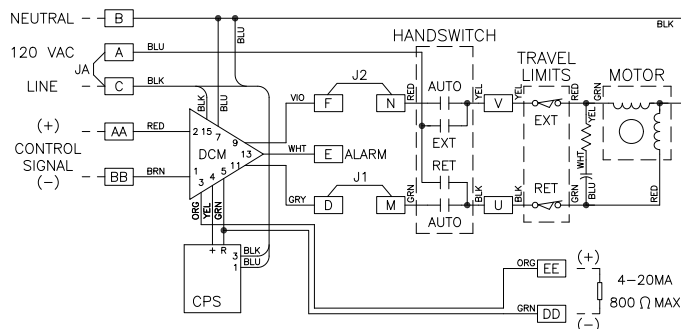 NEUTRAL B BLK
120 VAC A BLU BLU HANDSWITCH
JA
LINE C BLK J2 AUTO TRAVEL LIMITS MOTOR
BLK BLU VIO F N RED YEL V YEL RED GRN
(+) AA RED 2 15 7 9 EXT EXT YEL
CONTROL SIGNAL DCM 13 WHT E ALARM RET WHT
(-) BB BRN 1 3 4 5 11 J1 RET BLU RED
GRY D M GRN BLK U BLK GRN
ORG YEL GRN AUTO
+ R 3 BLK
1 BLU
CPS
ORG EE (+)
4-20MA
800 Ω MAX
GRN DD (-)